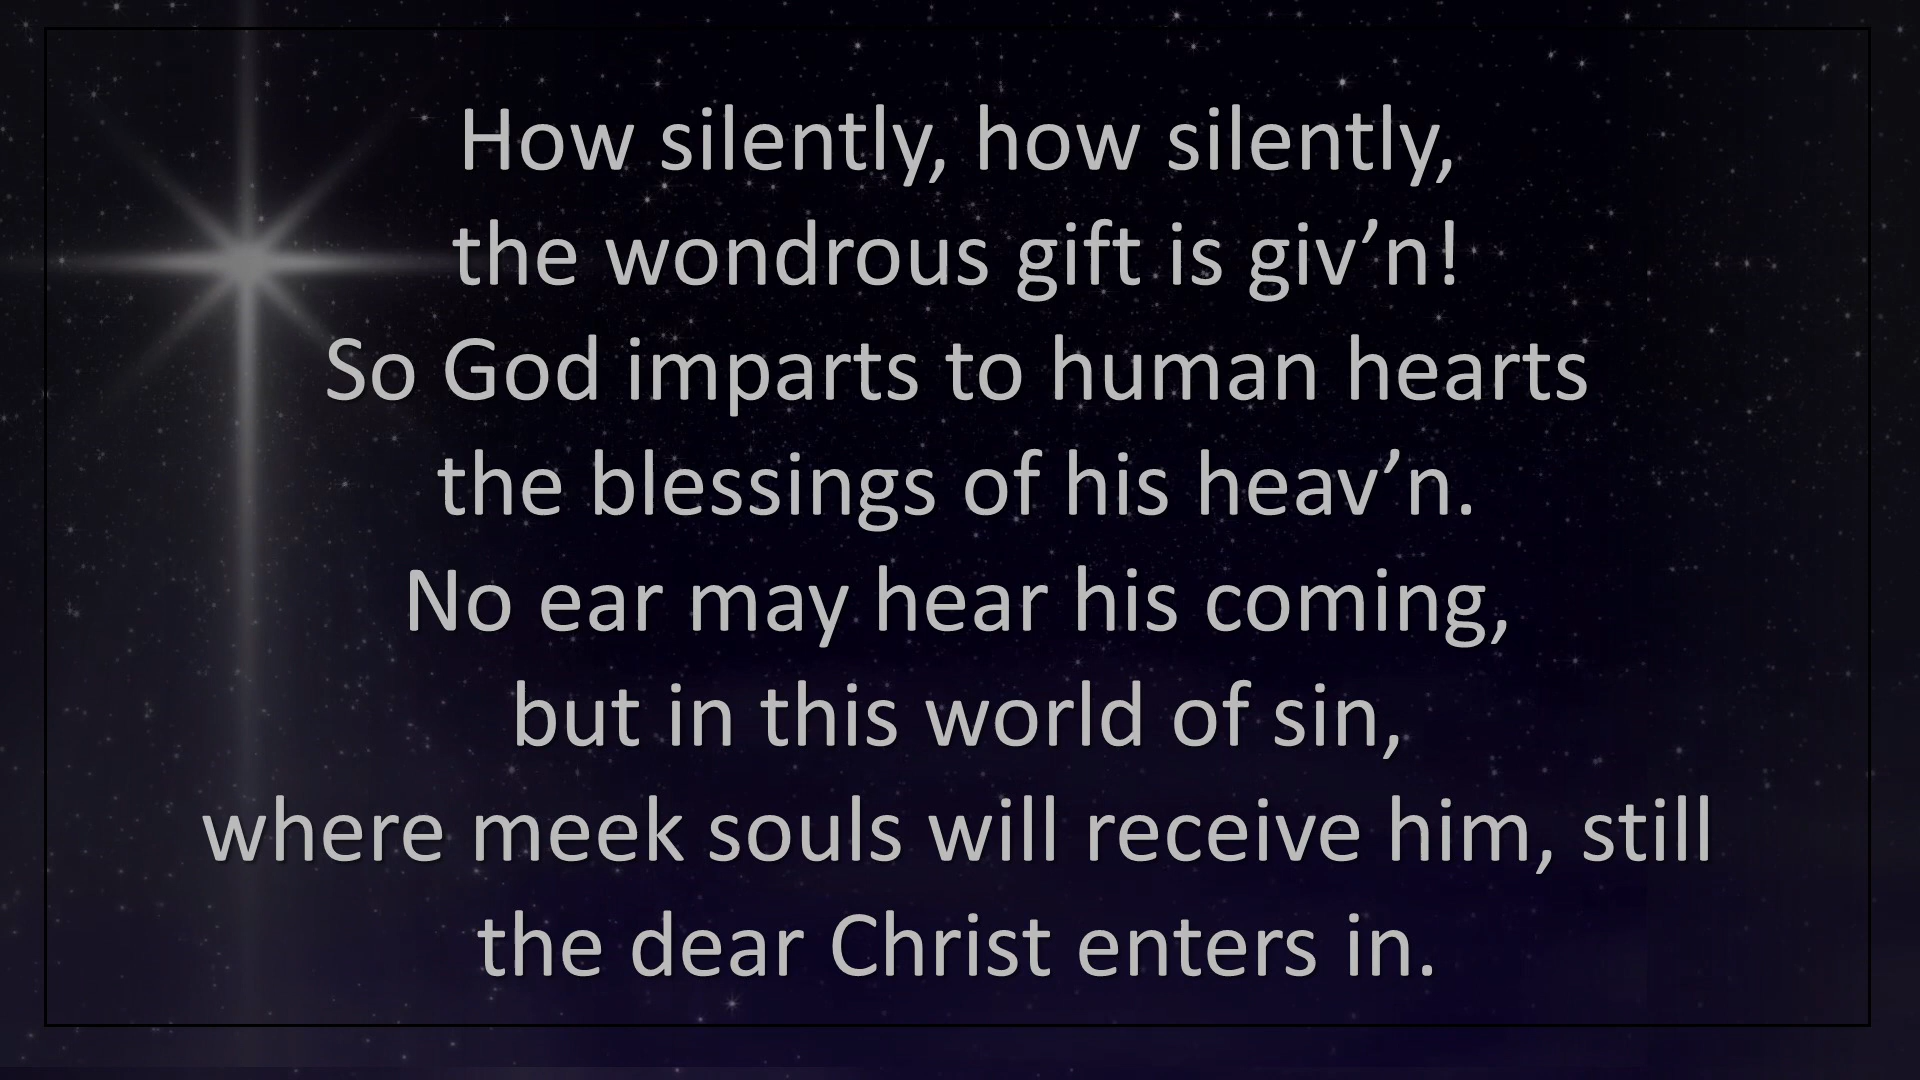 How silently, how silently,
the wondrous gift is giv’n!
So God imparts to human hearts
the blessings of his heav’n.
No ear may hear his coming,
but in this world of sin,
where meek souls will receive him, still
the dear Christ enters in.